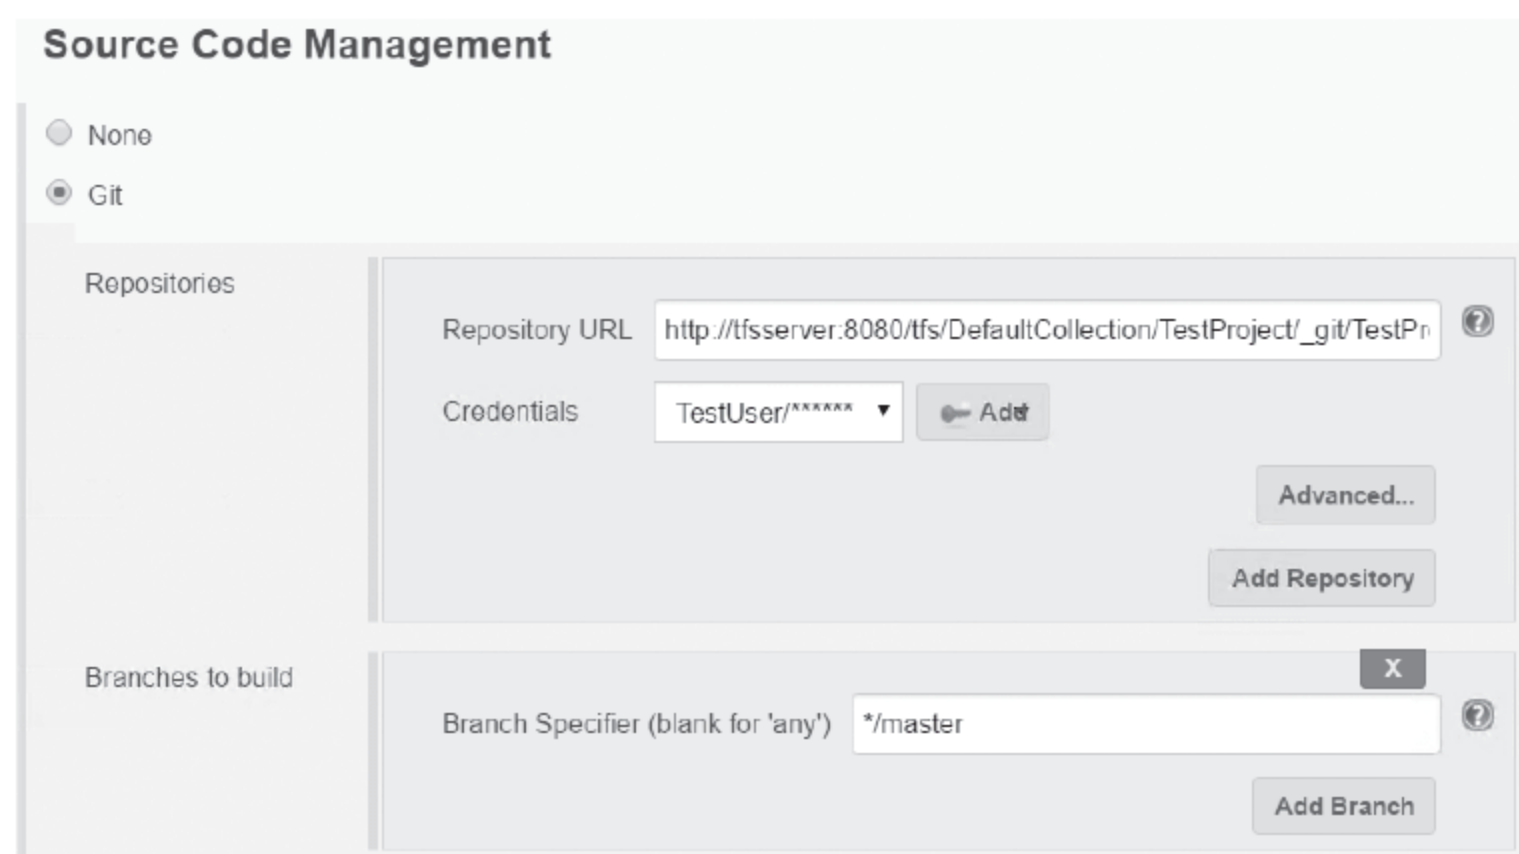 Source Code Management
None
Git
Repositories
Repository URL http://tfsserver:8080/tfs/DefaultCollection/TestProject/_git/TestPr
Credentials TestUser/****** Add
Advanced...
Add Repository
Branches to build
X
Branch Specifier (blank for 'any') */master
Add Branch